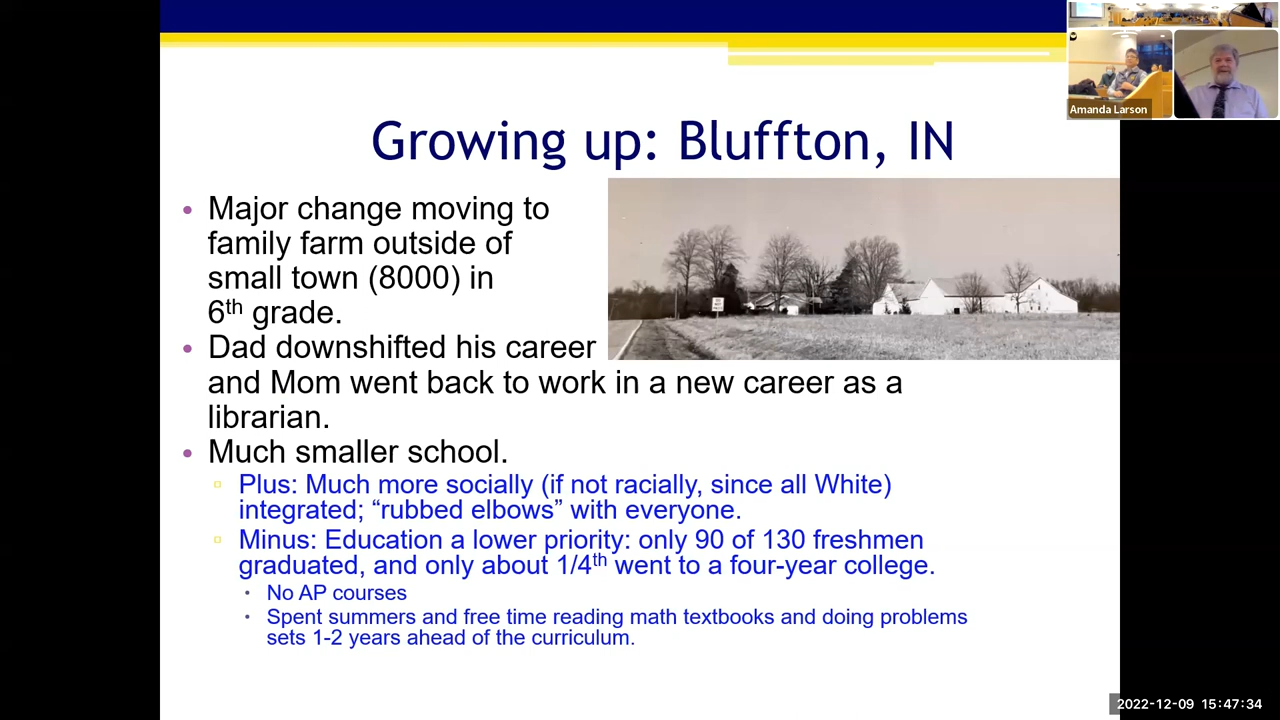 Amanda Larson
Growing up: Bluffton, IN
• Major change moving to
family farm outside of
small town (8000) in
6th grade.
• Dad downshifted his career
and Mom went back to work in a new career as a
librarian.
• Much smaller school.
▫ Plus: Much more socially (if not racially, since all White)
integrated; “rubbed elbows” with everyone.
▫ Minus: Education a lower priority: only 90 of 130 freshmen
graduated, and only about 1/4th went to a four-year college.
• No AP courses
• Spent summers and free time reading math textbooks and doing problems
sets 1-2 years ahead of the curriculum.
2022-12-09 15:47:34